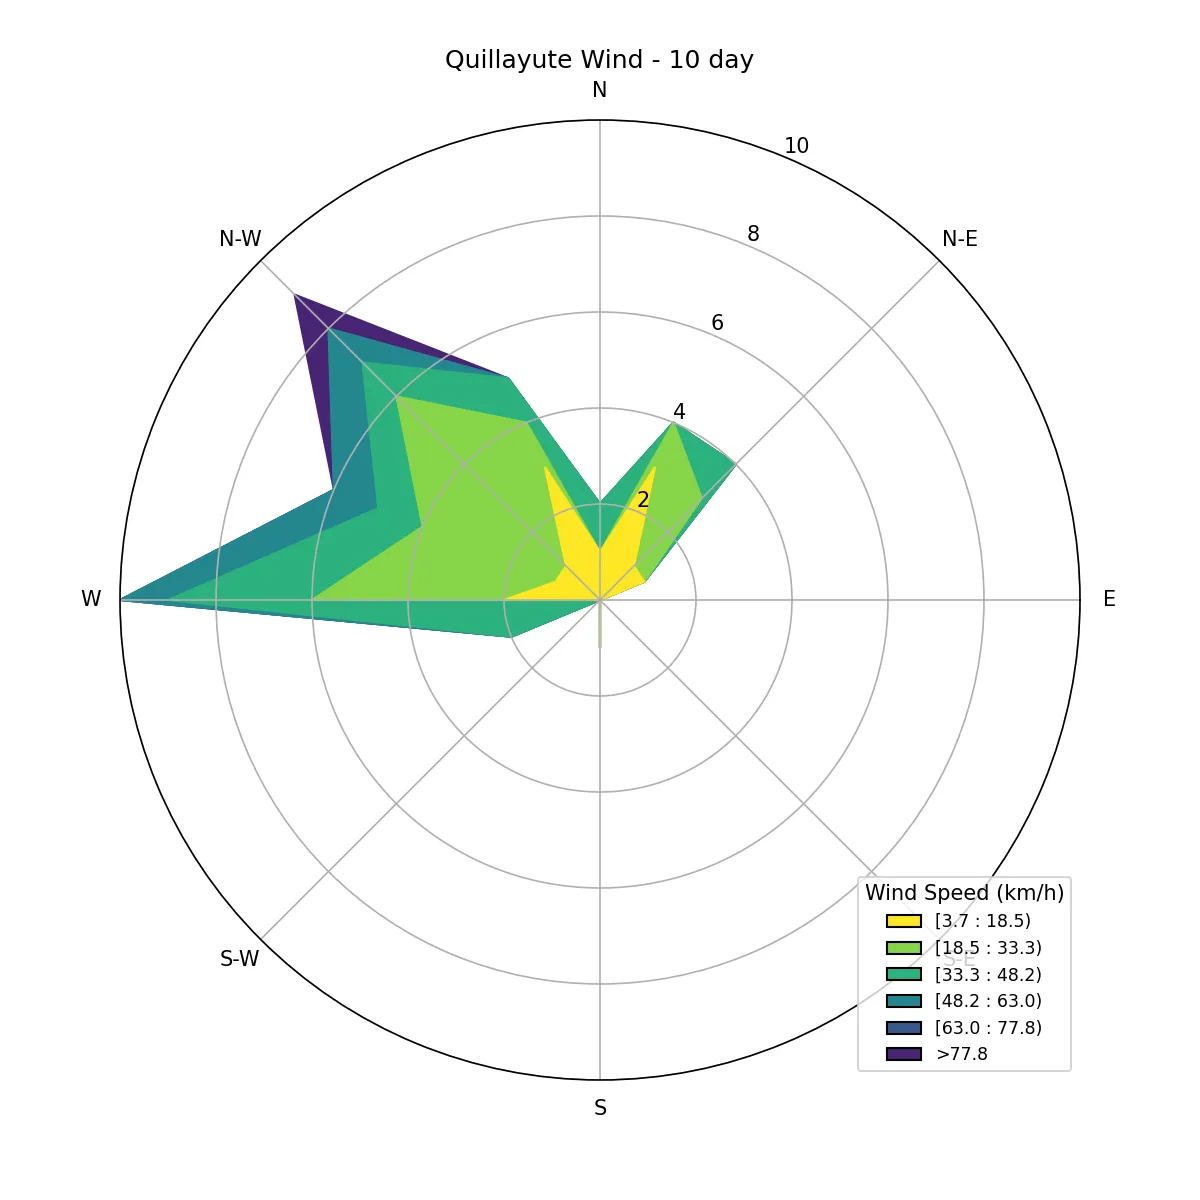 Quillayute Wind - 10 day
N
10
N-W
8
N-E
6
4
2
W
E
S-W
S-E
S
Wind Speed (km/h)
[3.7 : 18.5)
[18.5 : 33.3)
[33.3 : 48.2)
[48.2 : 63.0)
[63.0 : 77.8)
>77.8